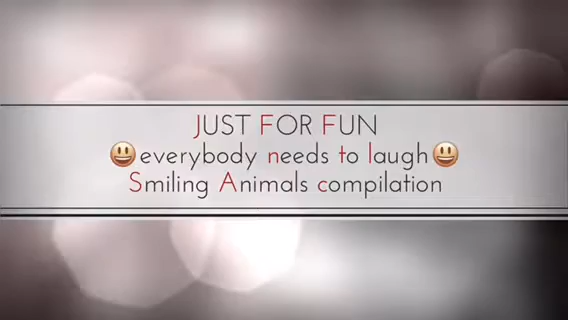 JUST FOR FUN
😃everybody needs to laugh😃
Smiling Animals compilation